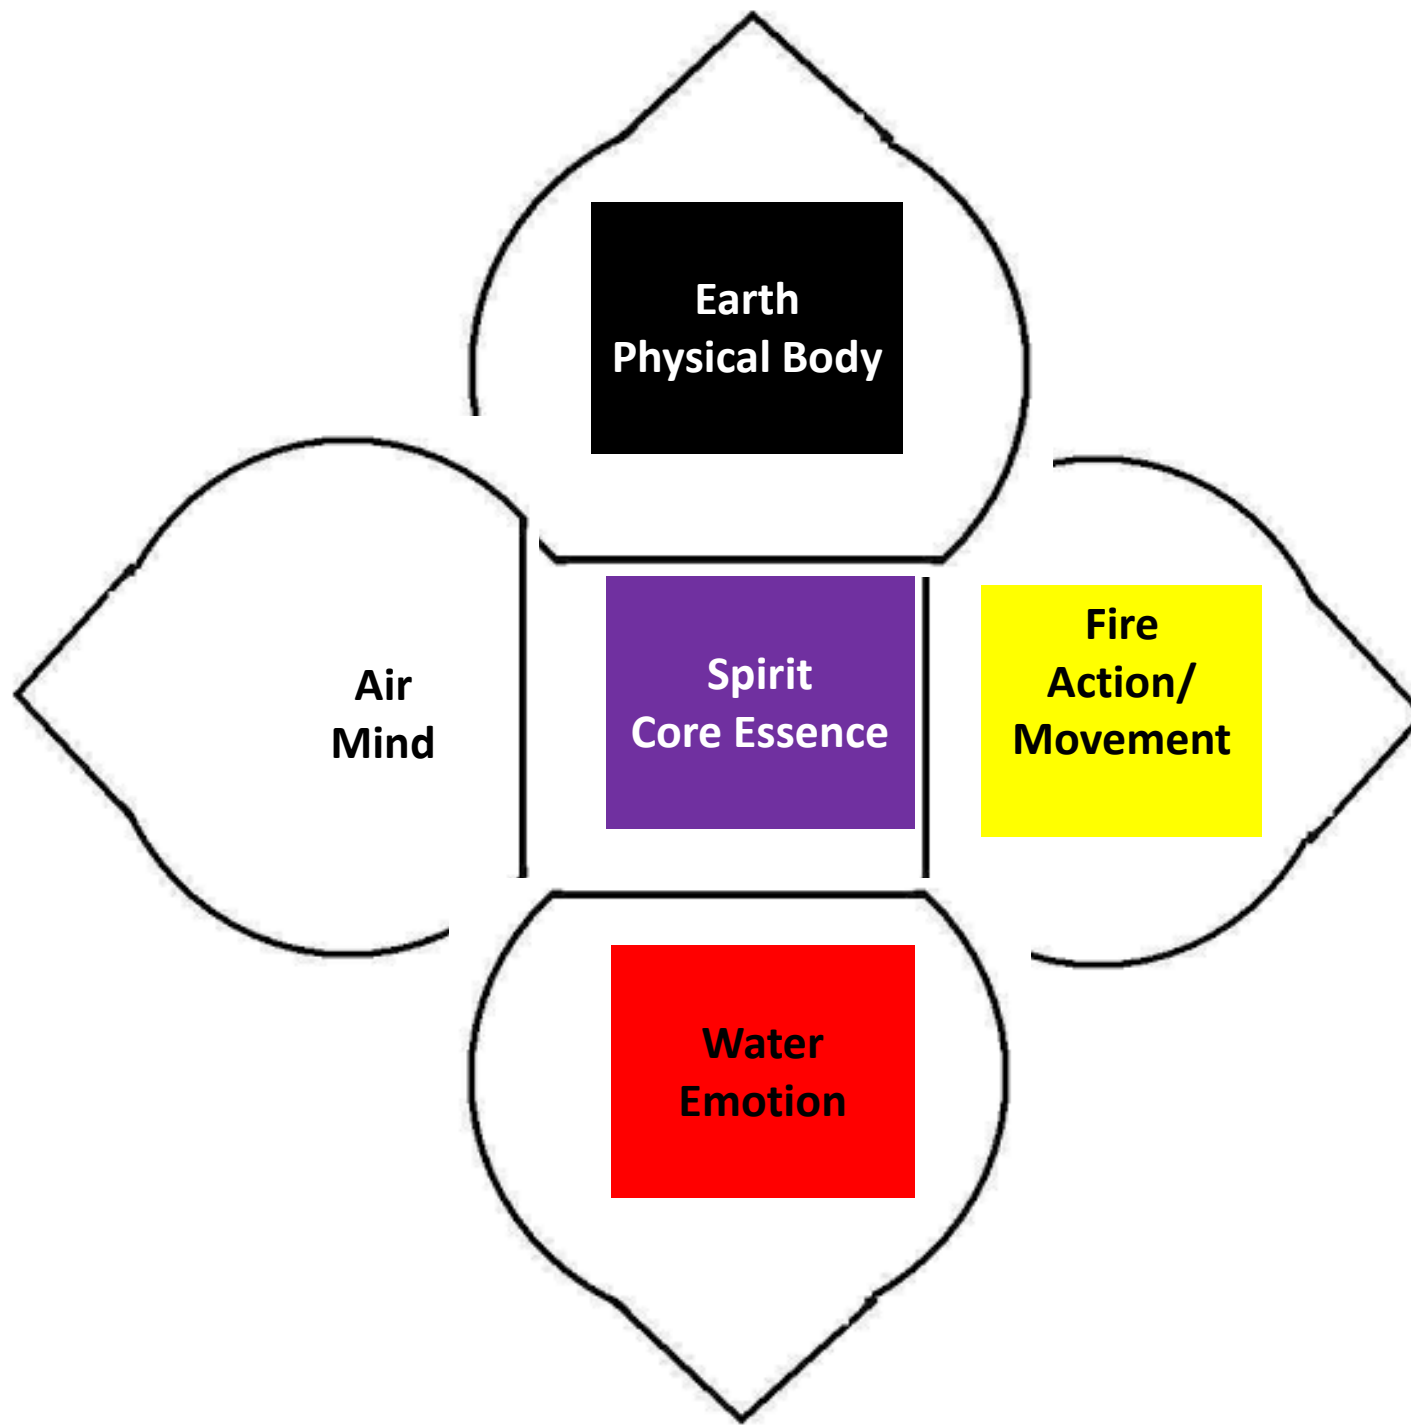 Earth
Physical Body
Air
Mind
Spirit
Core Essence
Fire
Action/
Movement
Water
Emotion